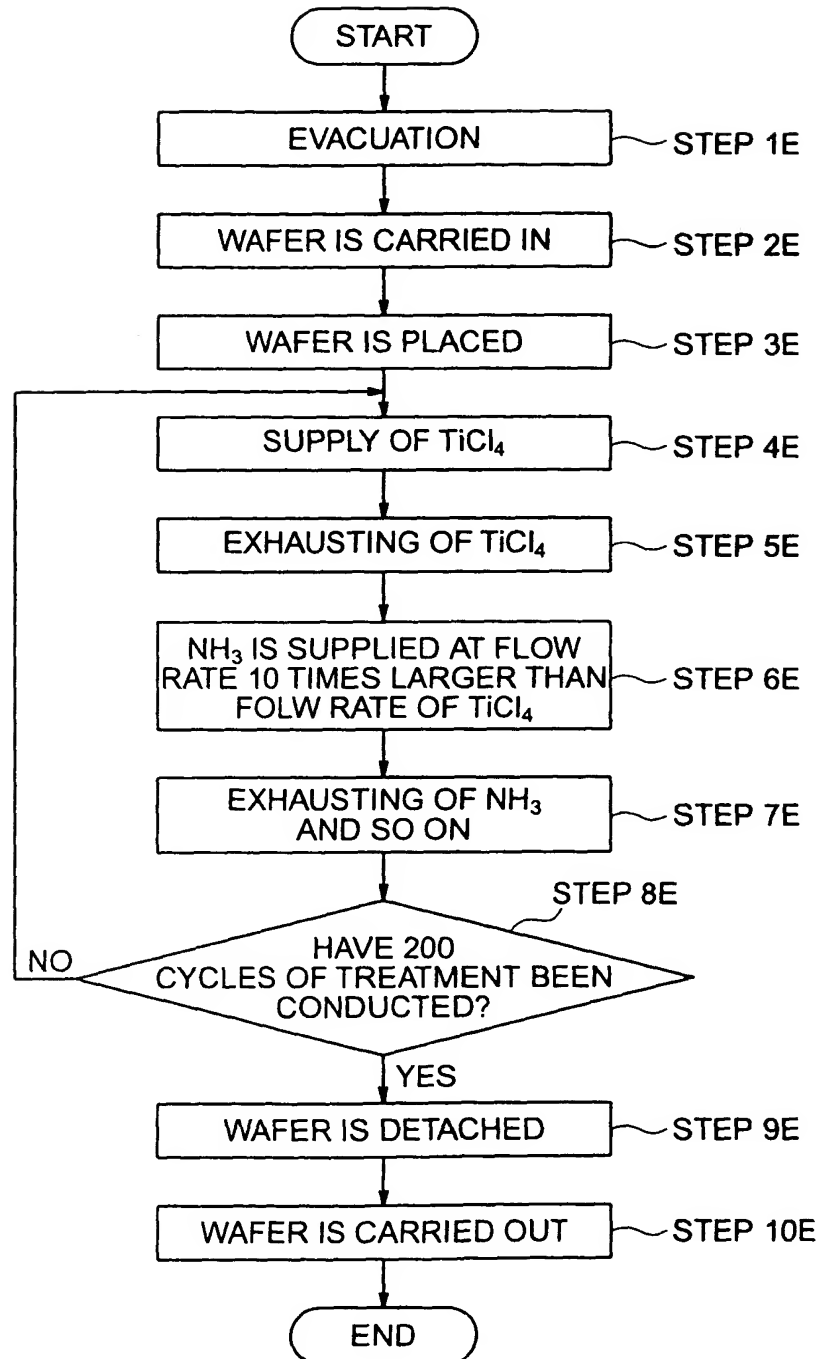 START
EVACUATION
STEP 1E
WAFER IS CARRIED IN
STEP 2E
WAFER IS PLACED
STEP 3E
SUPPLY OF TiCl₄
STEP 4E
EXHAUSTING OF TiCl₄
STEP 5E
NH₃ IS SUPPLIED AT FLOW
RATE 10 TIMES LARGER THAN
FOLW RATE OF TiCl₄
STEP 6E
EXHAUSTING OF NH₃
AND SO ON
STEP 7E
STEP 8E
HAVE 200
CYCLES OF TREATMENT BEEN
CONDUCTED?
NO
YES
WAFER IS DETACHED
STEP 9E
WAFER IS CARRIED OUT
STEP 10E
END